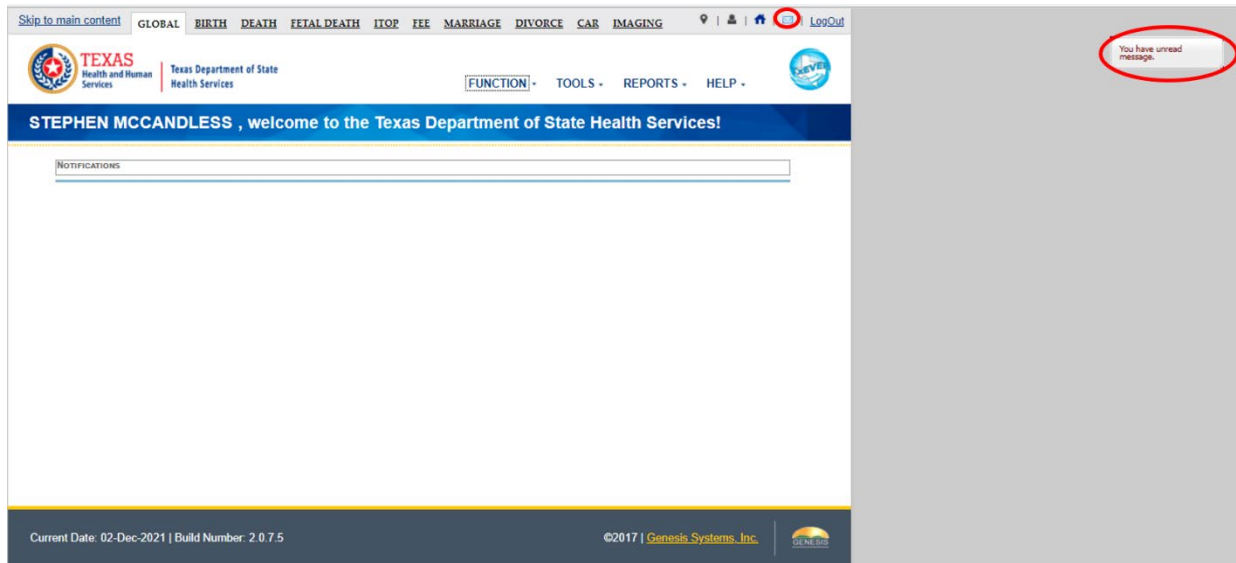 Skip to main content GLOBAL BIRTH DEATH FETAL DEATH ITOP FEE MARRIAGE DIVORCE CAR IMAGING | | | | LogOut
You have unread
message.
TEXAS
Health and Human
Services
Texas Department of State
Health Services
TxEVER
FUNCTION TOOLS REPORTS HELP
STEPHEN MCCANDLESS , welcome to the Texas Department of State Health Services!
NOTIFICATIONS
Current Date: 02-Dec-2021 | Build Number: 2.0.7.5
©2017 | Genesis Systems, Inc.
GENESIS